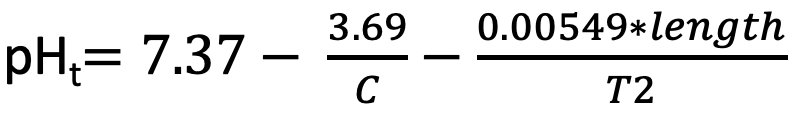 pHₜ= 7.37 − 3.69/C − 0.00549*length/T2